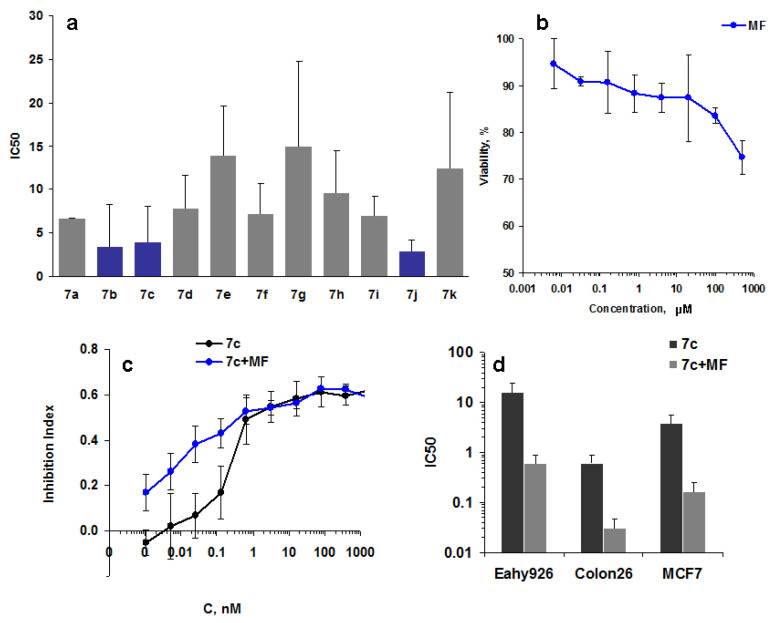 a
30
25
20
15
10
5
0
IC50
7a 7b 7c 7d 7e 7f 7g 7h 7i 7j 7k
b
MF
100
90
80
70
60
50
Viability, %
0.001 0.01 0.1 1 10 100 1000
Concentration, µM
c
7c
7c+MF
0.8
0.6
0.4
0.2
0.0
Inhibition Index
0 0.01 0.1 1 10 100 1000
C, nM
d
7c
7c+MF
100
10
1
0.1
0.01
IC50
Eahy926 Colon26 MCF7